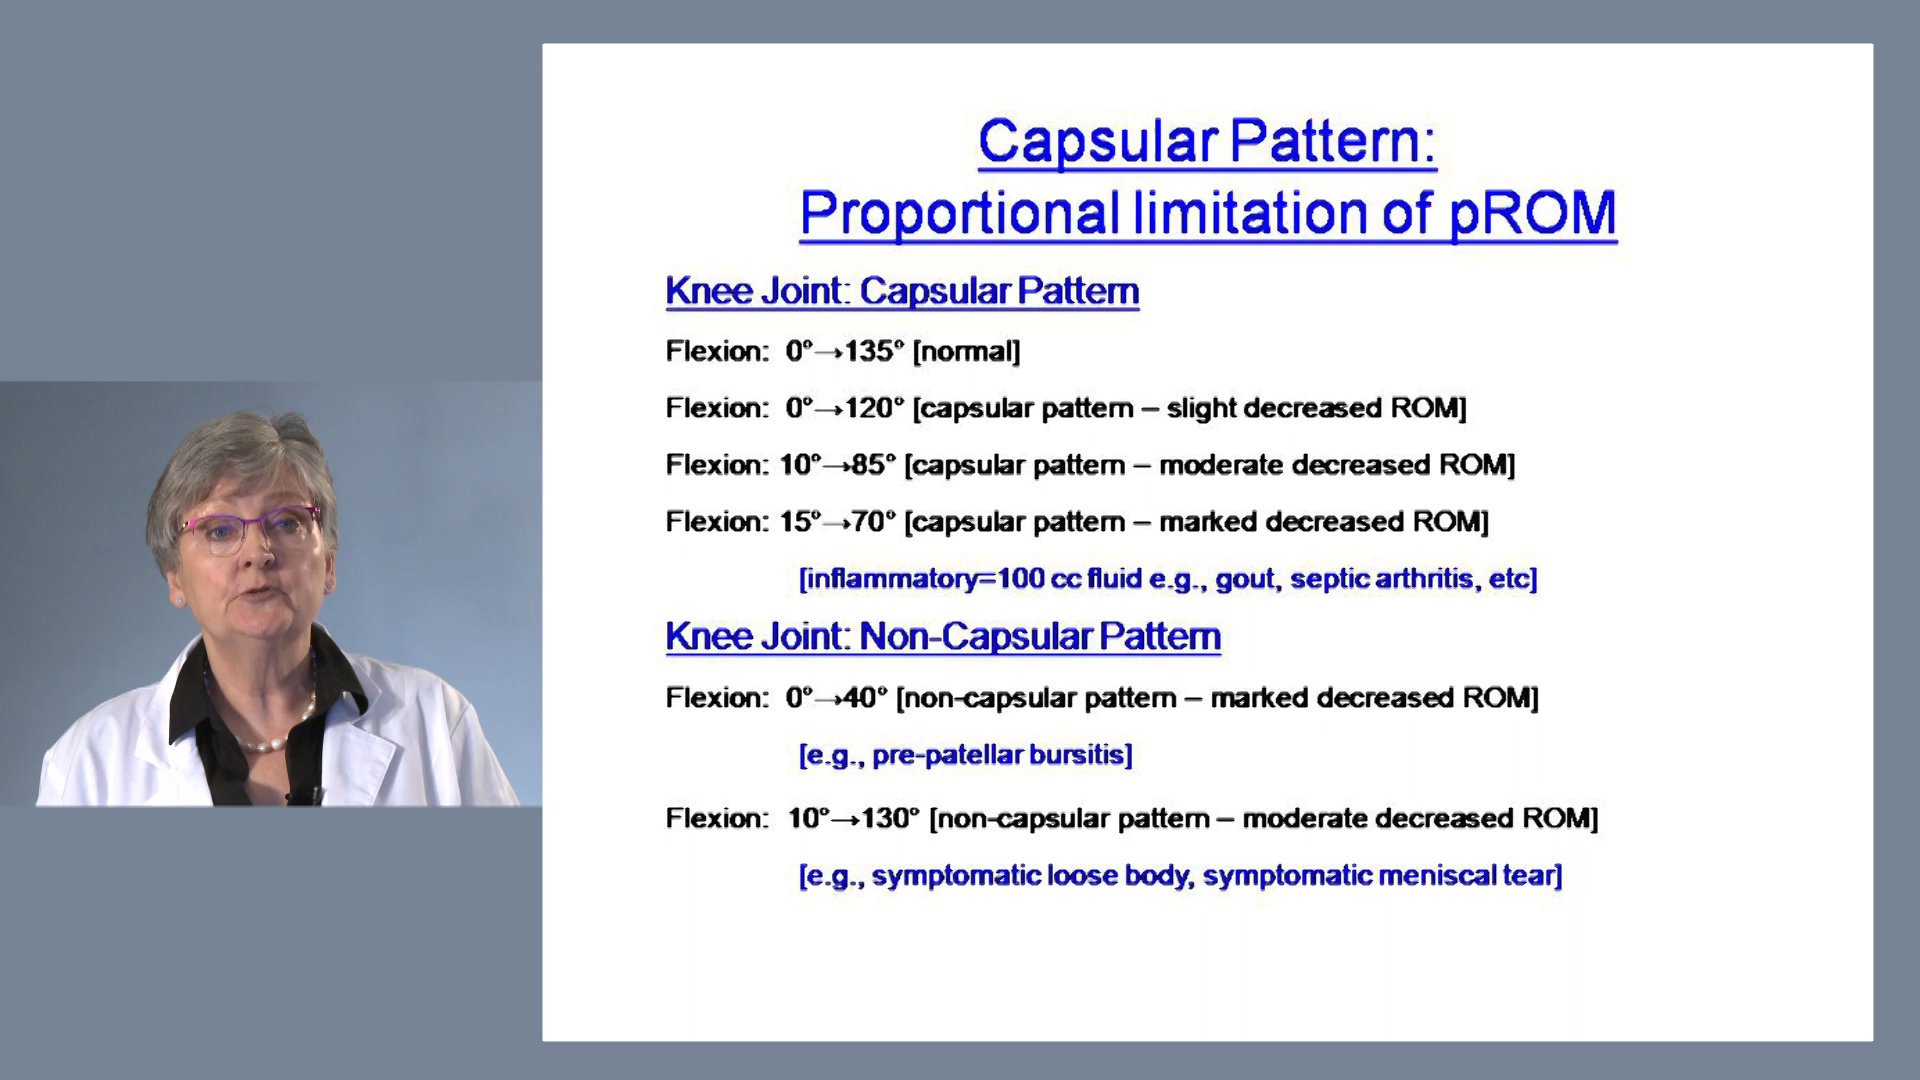 Capsular Pattern:
Proportional limitation of pROM
Knee Joint: Capsular Pattern
Flexion: 0°→135° [normal]
Flexion: 0°→120° [capsular pattern – slight decreased ROM]
Flexion: 10°→85° [capsular pattern – moderate decreased ROM]
Flexion: 15°→70° [capsular pattern – marked decreased ROM]
[inflammatory=100 cc fluid e.g., gout, septic arthritis, etc]
Knee Joint: Non-Capsular Pattern
Flexion: 0°→40° [non-capsular pattern – marked decreased ROM]
[e.g., pre-patellar bursitis]
Flexion: 10°→130° [non-capsular pattern – moderate decreased ROM]
[e.g., symptomatic loose body, symptomatic meniscal tear]